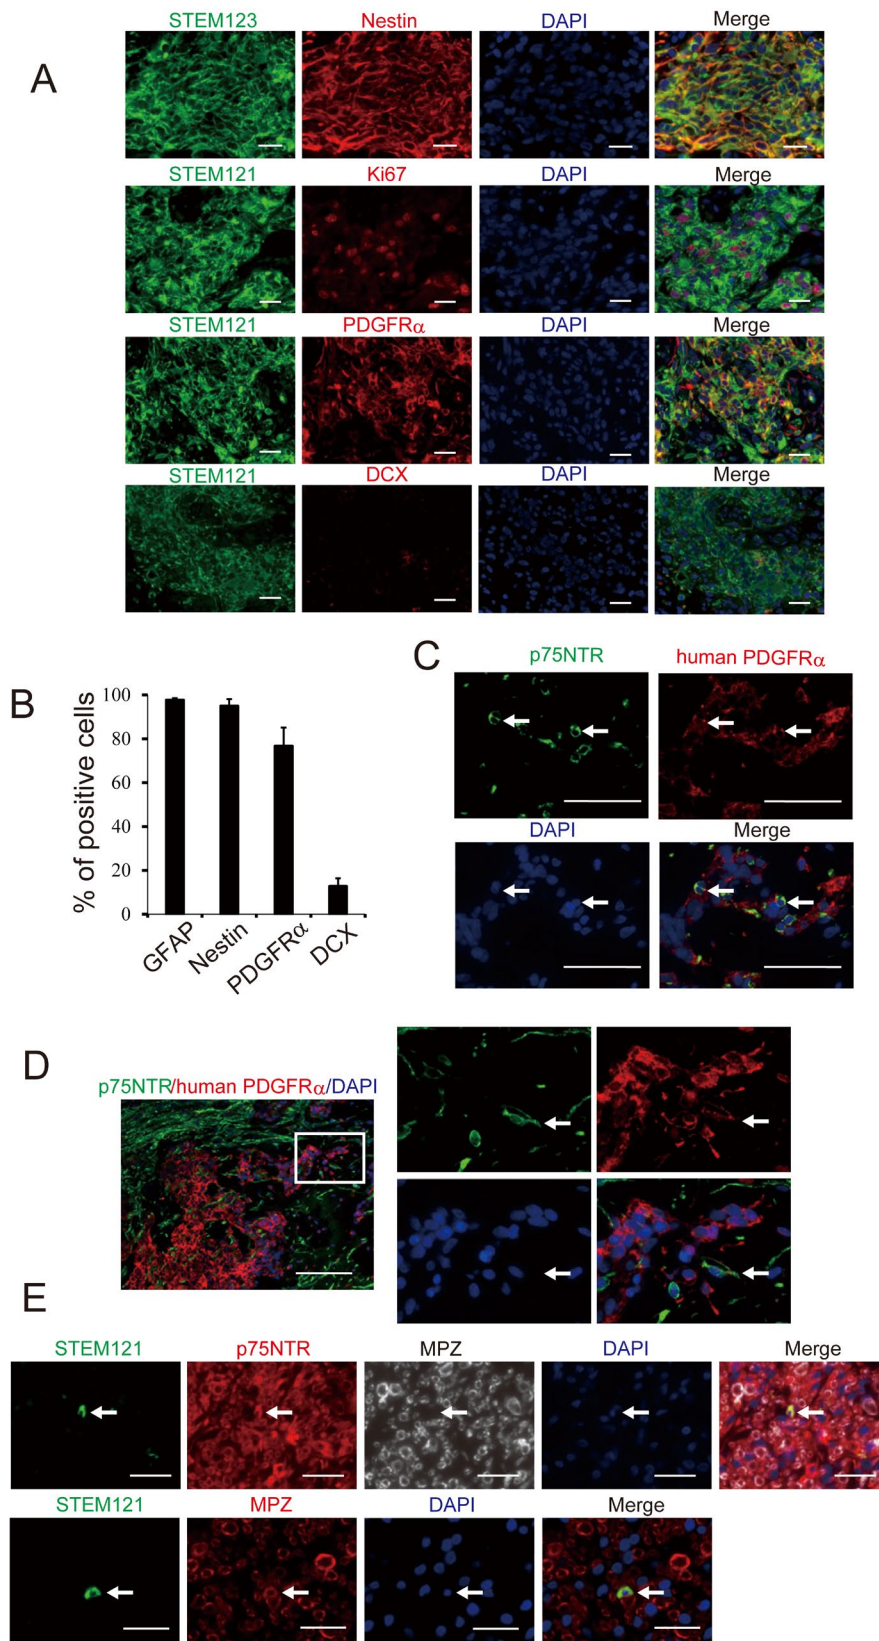 A
STEM123 Nestin DAPI Merge
STEM121 Ki67 DAPI Merge
STEM121 PDGFRα DAPI Merge
STEM121 DCX DAPI Merge
B
% of positive cells
100
80
60
40
20
0
GFAP Nestin PDGFRα DCX
C
p75NTR human PDGFRα
DAPI Merge
D
p75NTR/human PDGFRα/DAPI
E
STEM121 p75NTR MPZ DAPI Merge
STEM121 MPZ DAPI Merge